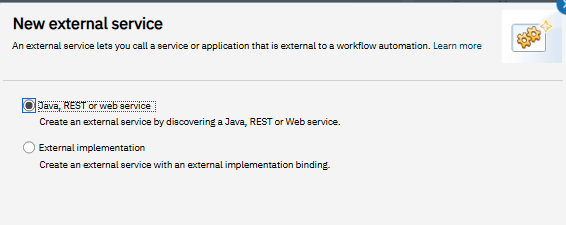 New external service
An external service lets you call a service or application that is external to a workflow automation. Learn more
Java, REST or web service
Create an external service by discovering a Java, REST or Web service.
External implementation
Create an external service with an external implementation binding.